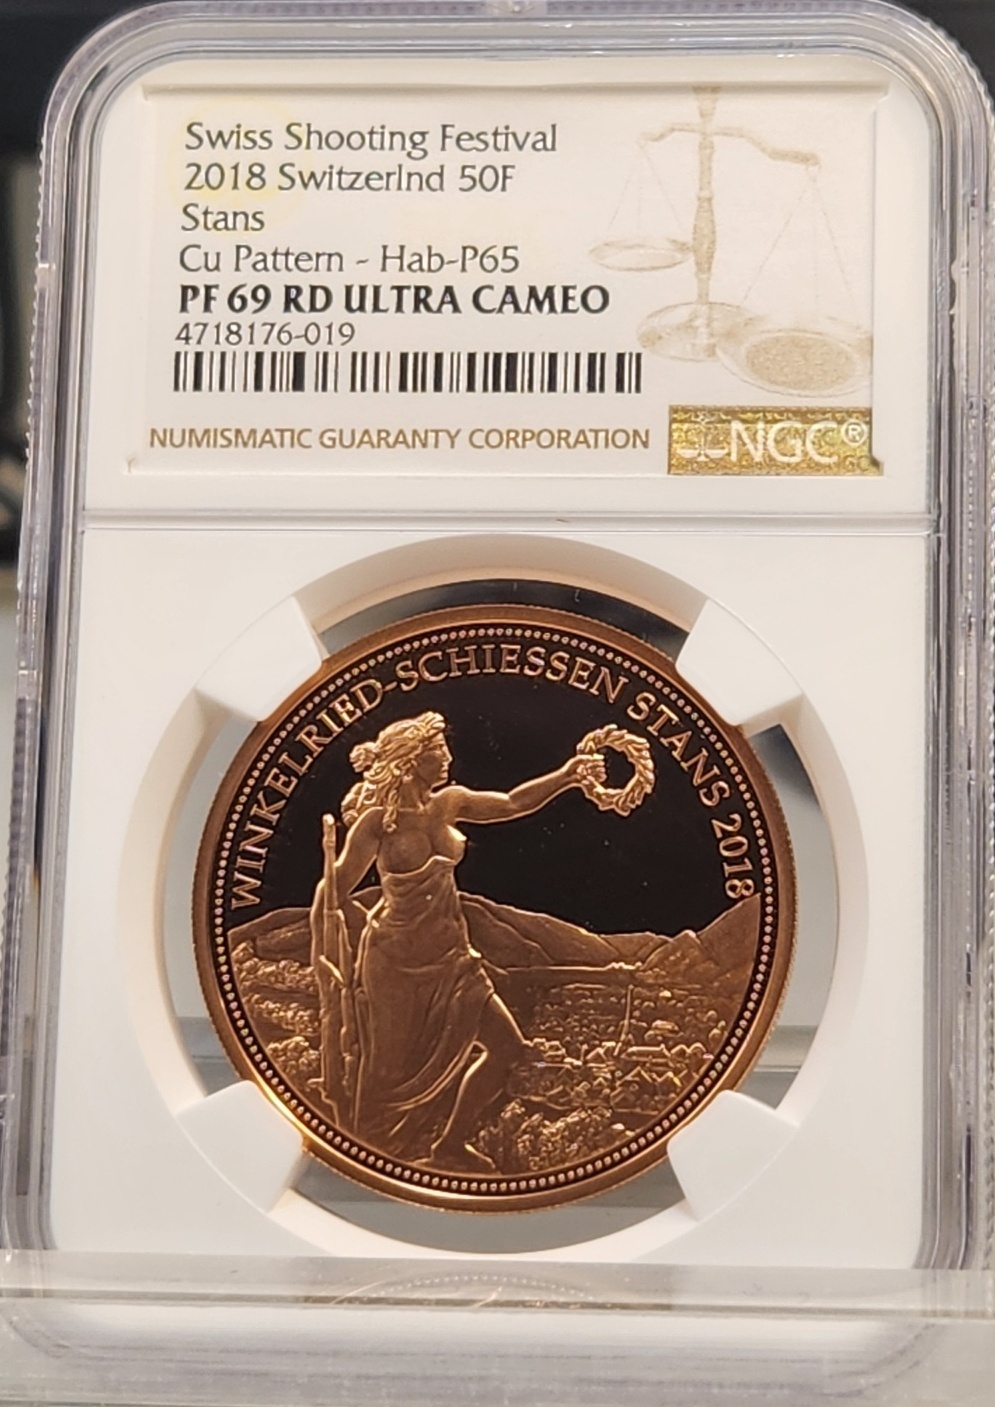 Swiss Shooting Festival
2018 Switzerlnd 50F
Stans
Cu Pattern - Hab-P65
PF 69 RD ULTRA CAMEO
4718176-019
NUMISMATIC GUARANTY CORPORATION
NGC®
WINKELRIED-SCHIESSEN STANS 2018